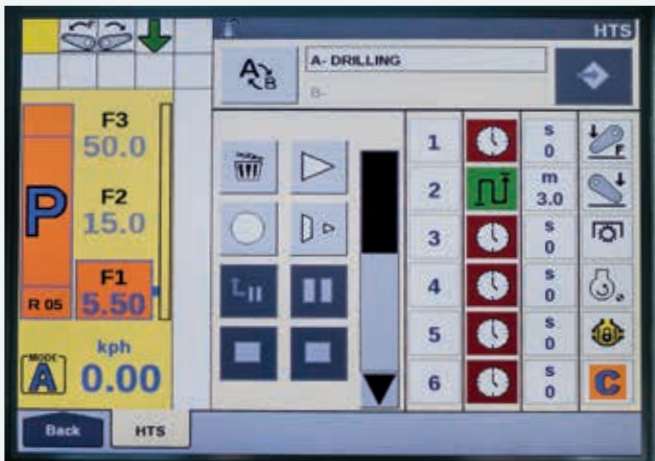 HTS
A B
A- DRILLING
B-
F3
50.0
F2
15.0
P
F1
R 05
5.50
kph
MODE
A
0.00
1
s
0
F
2
m
3.0
3
s
0
4
s
0
5
s
0
6
s
0
C
Back
HTS